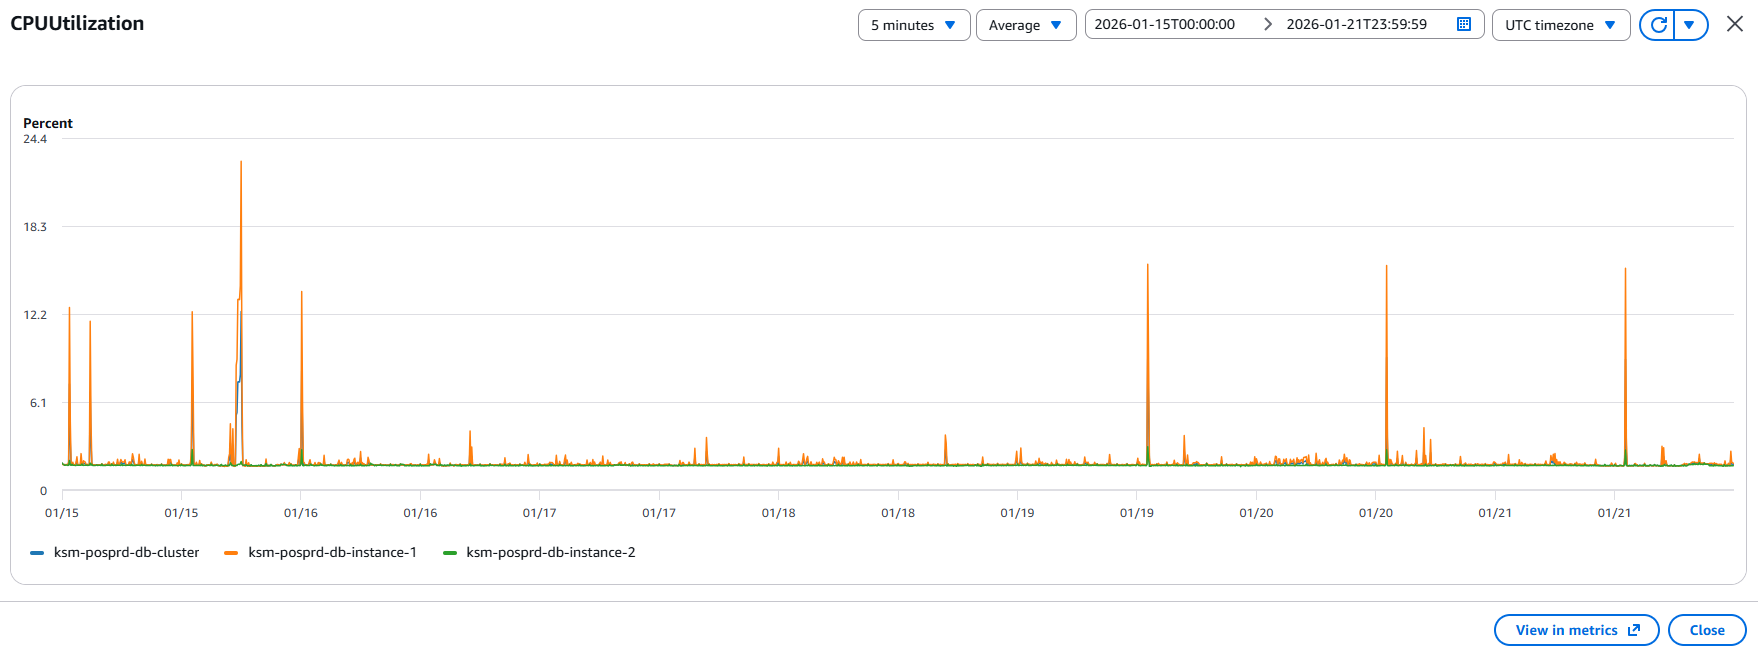 CPUUtilization
5 minutes
Average
2026-01-15T00:00:00
2026-01-21T23:59:59
UTC timezone
Percent
24.4
18.3
12.2
6.1
0
01/15 01/15 01/16 01/16 01/17 01/17 01/18 01/18 01/19 01/19 01/20 01/20 01/21 01/21
ksm-posprd-db-cluster ksm-posprd-db-instance-1 ksm-posprd-db-instance-2
View in metrics
Close